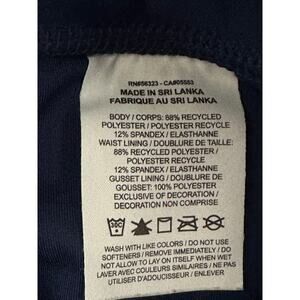 RN#56323 - CA#05553
MADE IN SRI LANKA
FABRIQUE AU SRI LANKA
BODY / CORPS: 88% RECYCLED
POLYESTER / POLYESTER RECYCLE
12% SPANDEX / ELASTHANNE
WAIST LINING / DOUBLURE DE TAILLE:
88% RECYCLED POLYESTER /
POLYESTER RECYCLE
12% SPANDEX / ELASTHANNE
GUSSET LINING / DOUBLURE DE
GOUSSET: 100% POLYESTER
EXCLUSIVE OF DECORATION /
DECORATION NON COMPRISE
WASH WITH LIKE COLORS / DO NOT USE
SOFTENERS / REMOVE IMMEDIATELY / DO
NOT ALLOW TO LAY ON ITSELF WHEN WET
LAVER AVEC COULEURS SIMILAIRES / NE PAS
UTILISER D'ADOUCISSEUR / ENLEVER